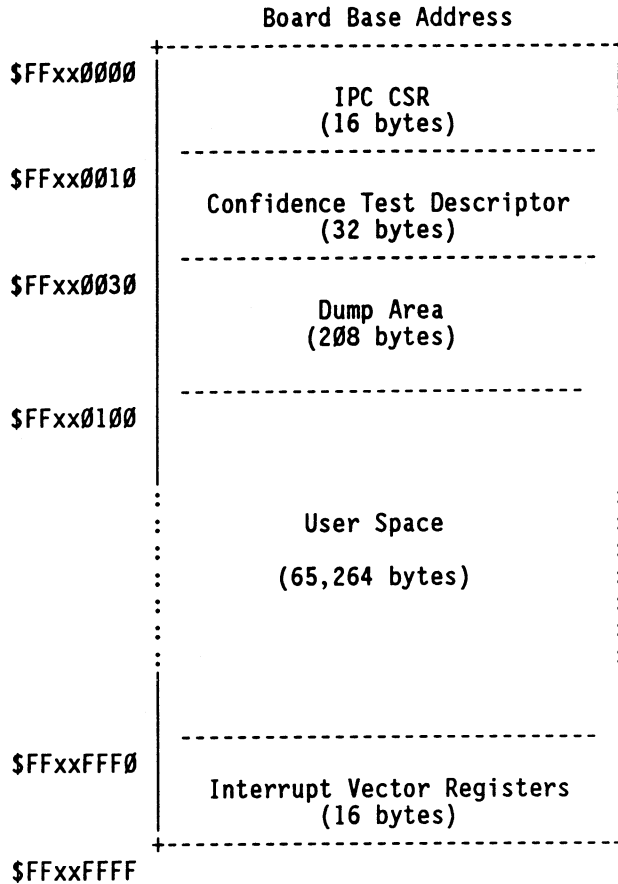 Board Base Address
$FFxx0000
IPC CSR
(16 bytes)
$FFxx0010
Confidence Test Descriptor
(32 bytes)
$FFxx0030
Dump Area
(208 bytes)
$FFxx0100
User Space
(65,264 bytes)
$FFxxFFF0
Interrupt Vector Registers
(16 bytes)
$FFxxFFFF